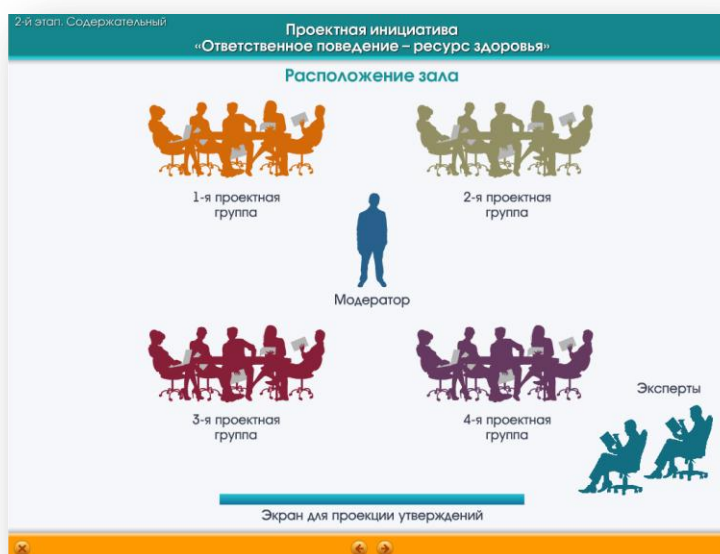 2-й этап. Содержательный
Проектная инициатива
«Ответственное поведение – ресурс здоровья»
Расположение зала
1-я проектная
группа
2-я проектная
группа
Модератор
3-я проектная
группа
4-я проектная
группа
Эксперты
Экран для проекции утверждений